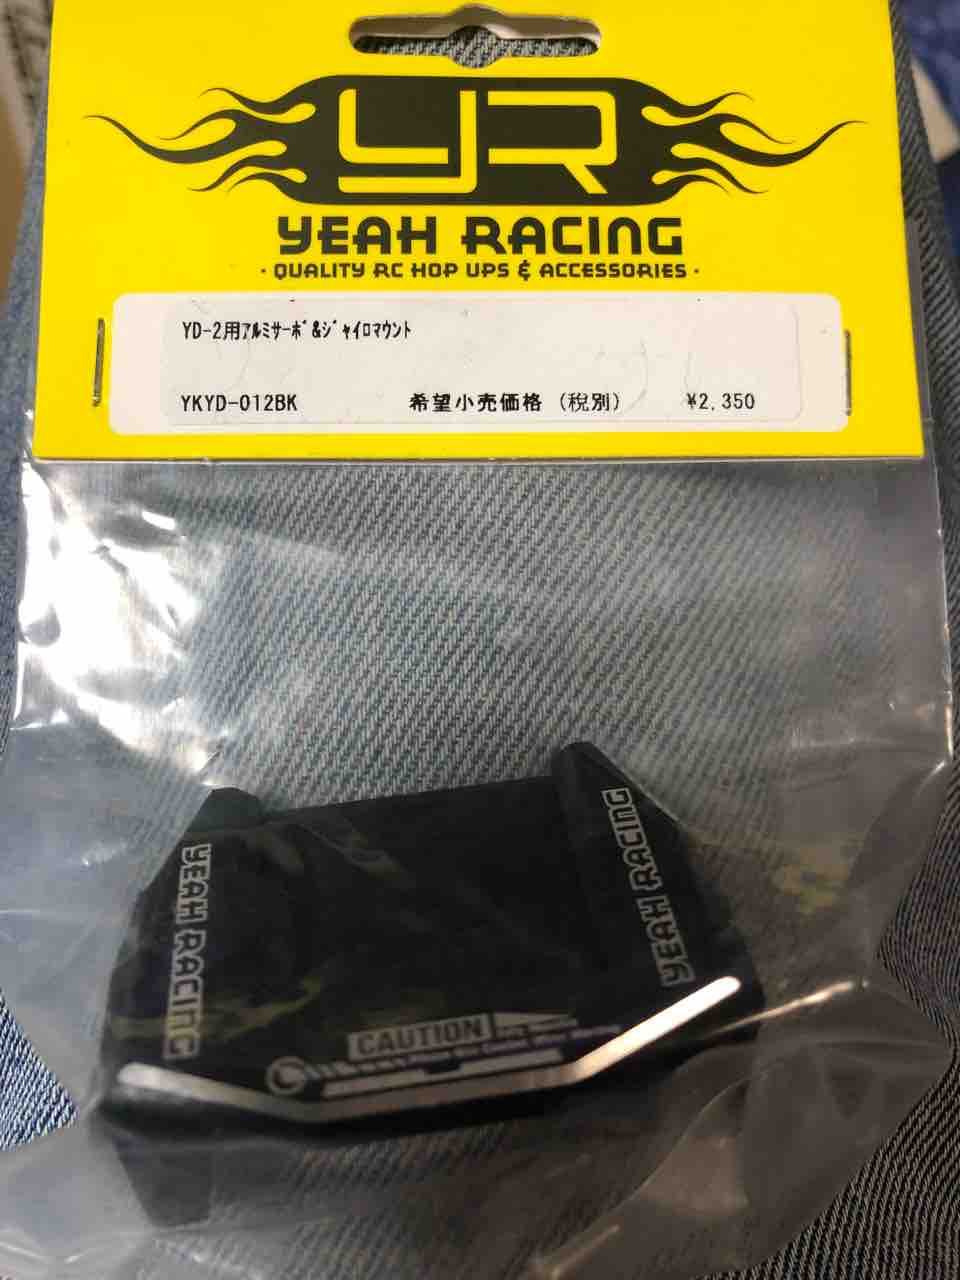 YR
YEAH RACING
· QUALITY RC HOP UPS & ACCESSORIES ·
YD-2用ｱﾙﾐｻｰﾎﾞ&ｼﾞｬｲﾛﾏｳﾝﾄ
YKYD-012BK 希望小売価格 (税別) ¥2,350
YEAH RACING
YEAH RACING
CAUTION